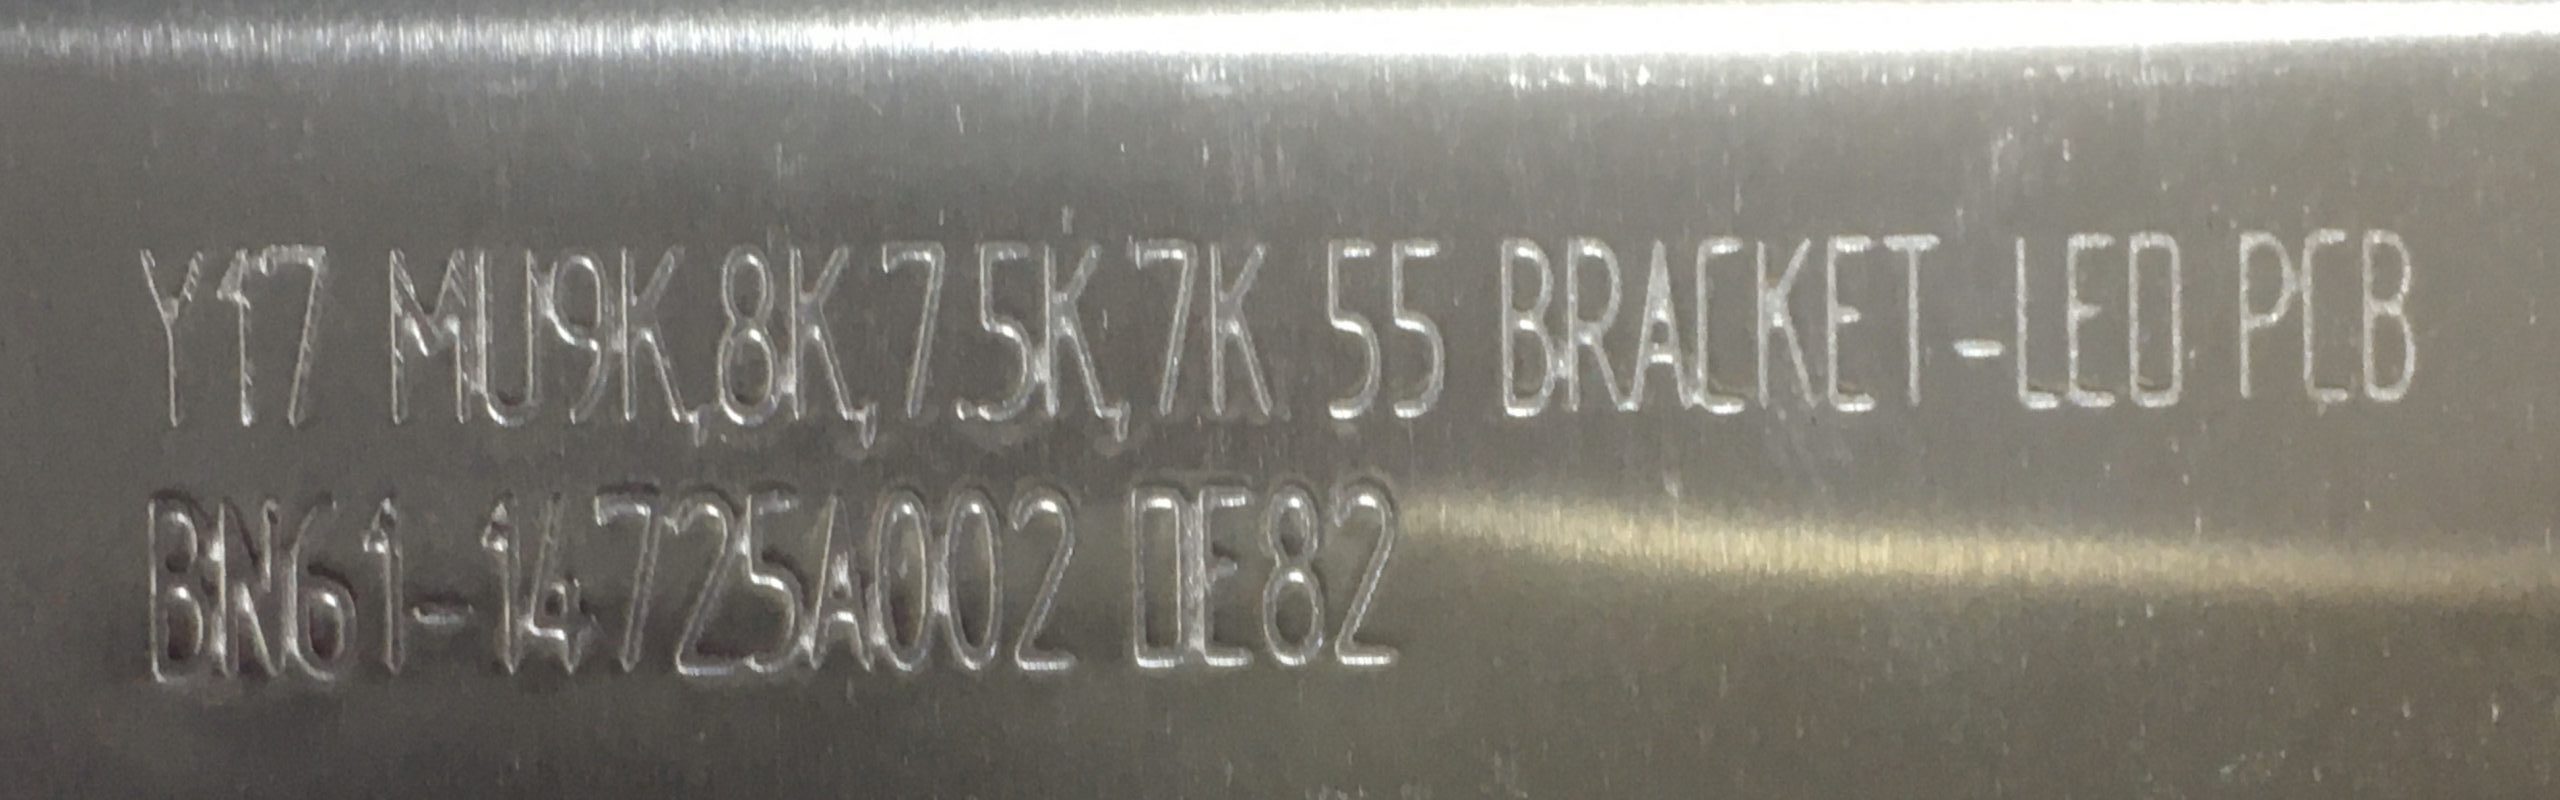 Y17 MU9K,8K,7.5K,7K 55 BRACKET-LED PCB
BN61-14725A002 DE82